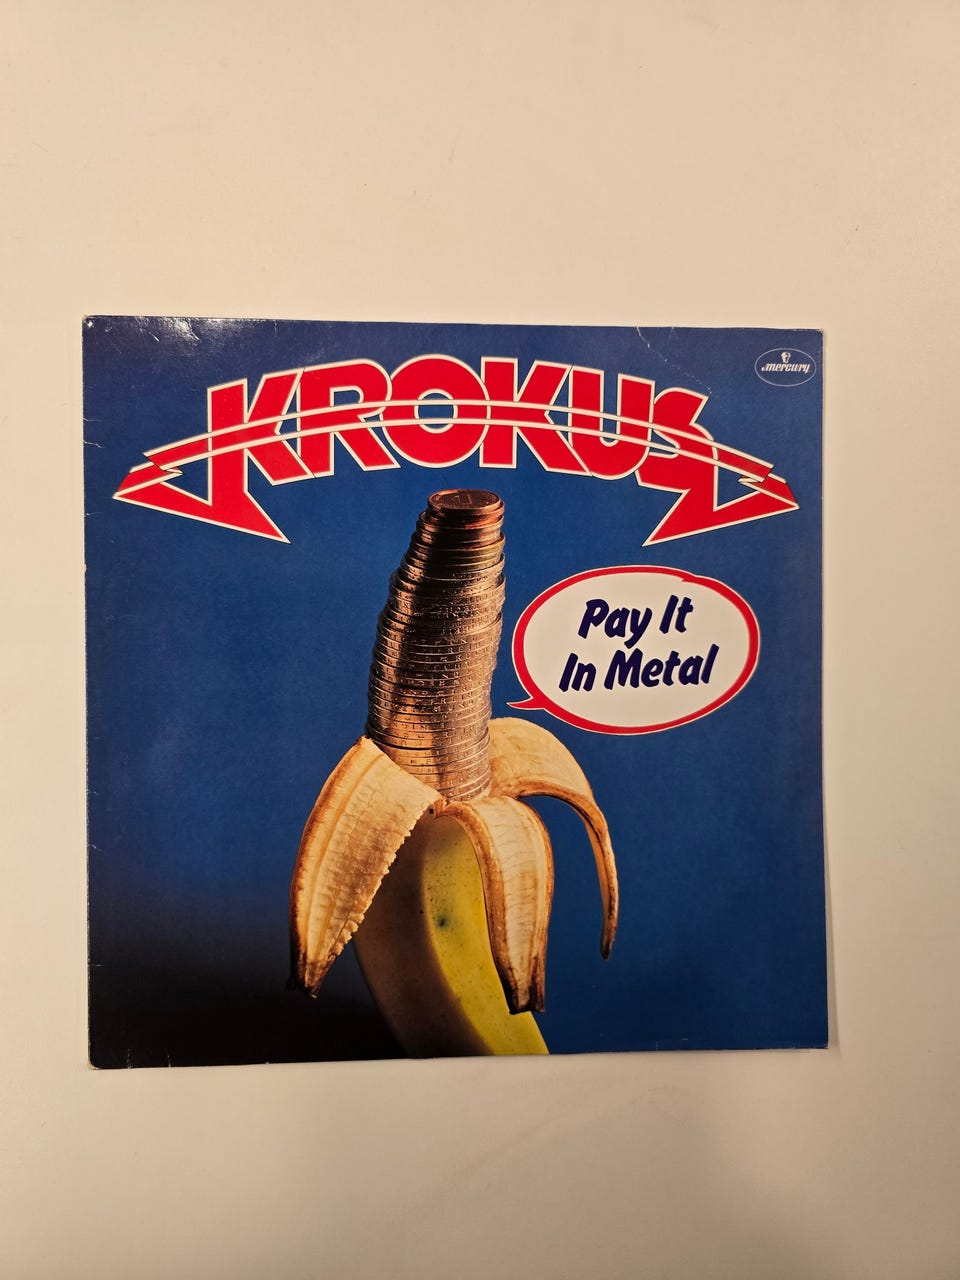 KROKUS
mercury
Pay It
In Metal